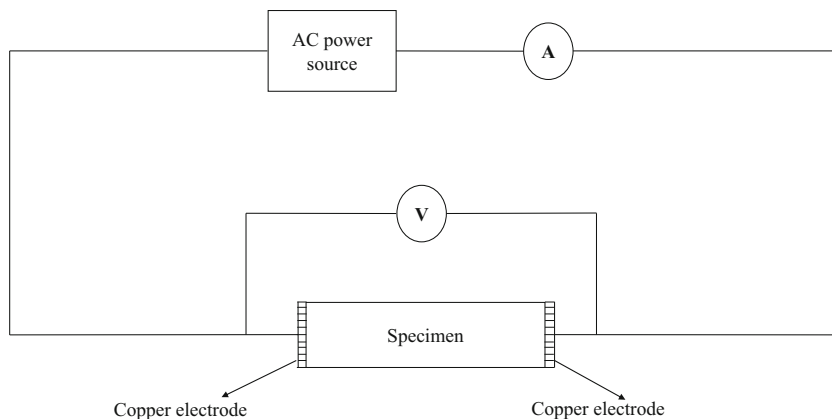 AC power
source
A
V
Specimen
Copper electrode
Copper electrode